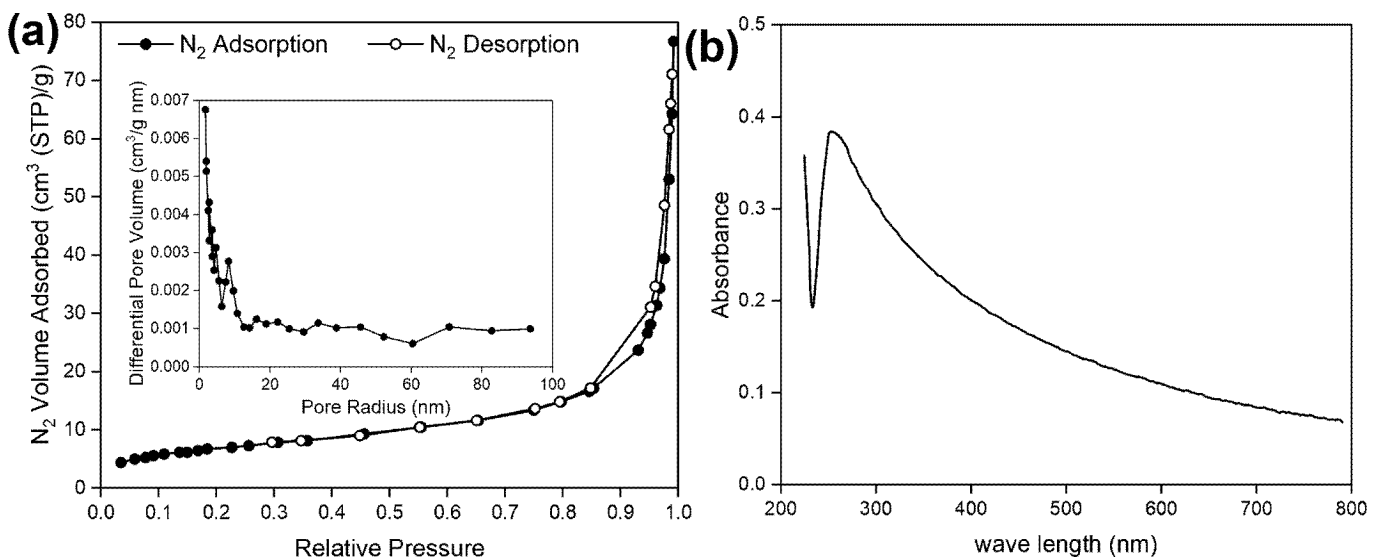 (a)
N₂ Adsorption
N₂ Desorption
N₂ Volume Adsorbed (cm³ (STP)/g)
80
70
60
50
40
30
20
10
0
0.0 0.1 0.2 0.3 0.4 0.5 0.6 0.7 0.8 0.9 1.0
Relative Pressure
Differential Pore Volume (cm³/g nm)
0.007
0.006
0.005
0.004
0.003
0.002
0.001
0.000
0 20 40 60 80 100
Pore Radius (nm)
(b)
Absorbance
0.5
0.4
0.3
0.2
0.1
0.0
200 300 400 500 600 700 800
wave length (nm)